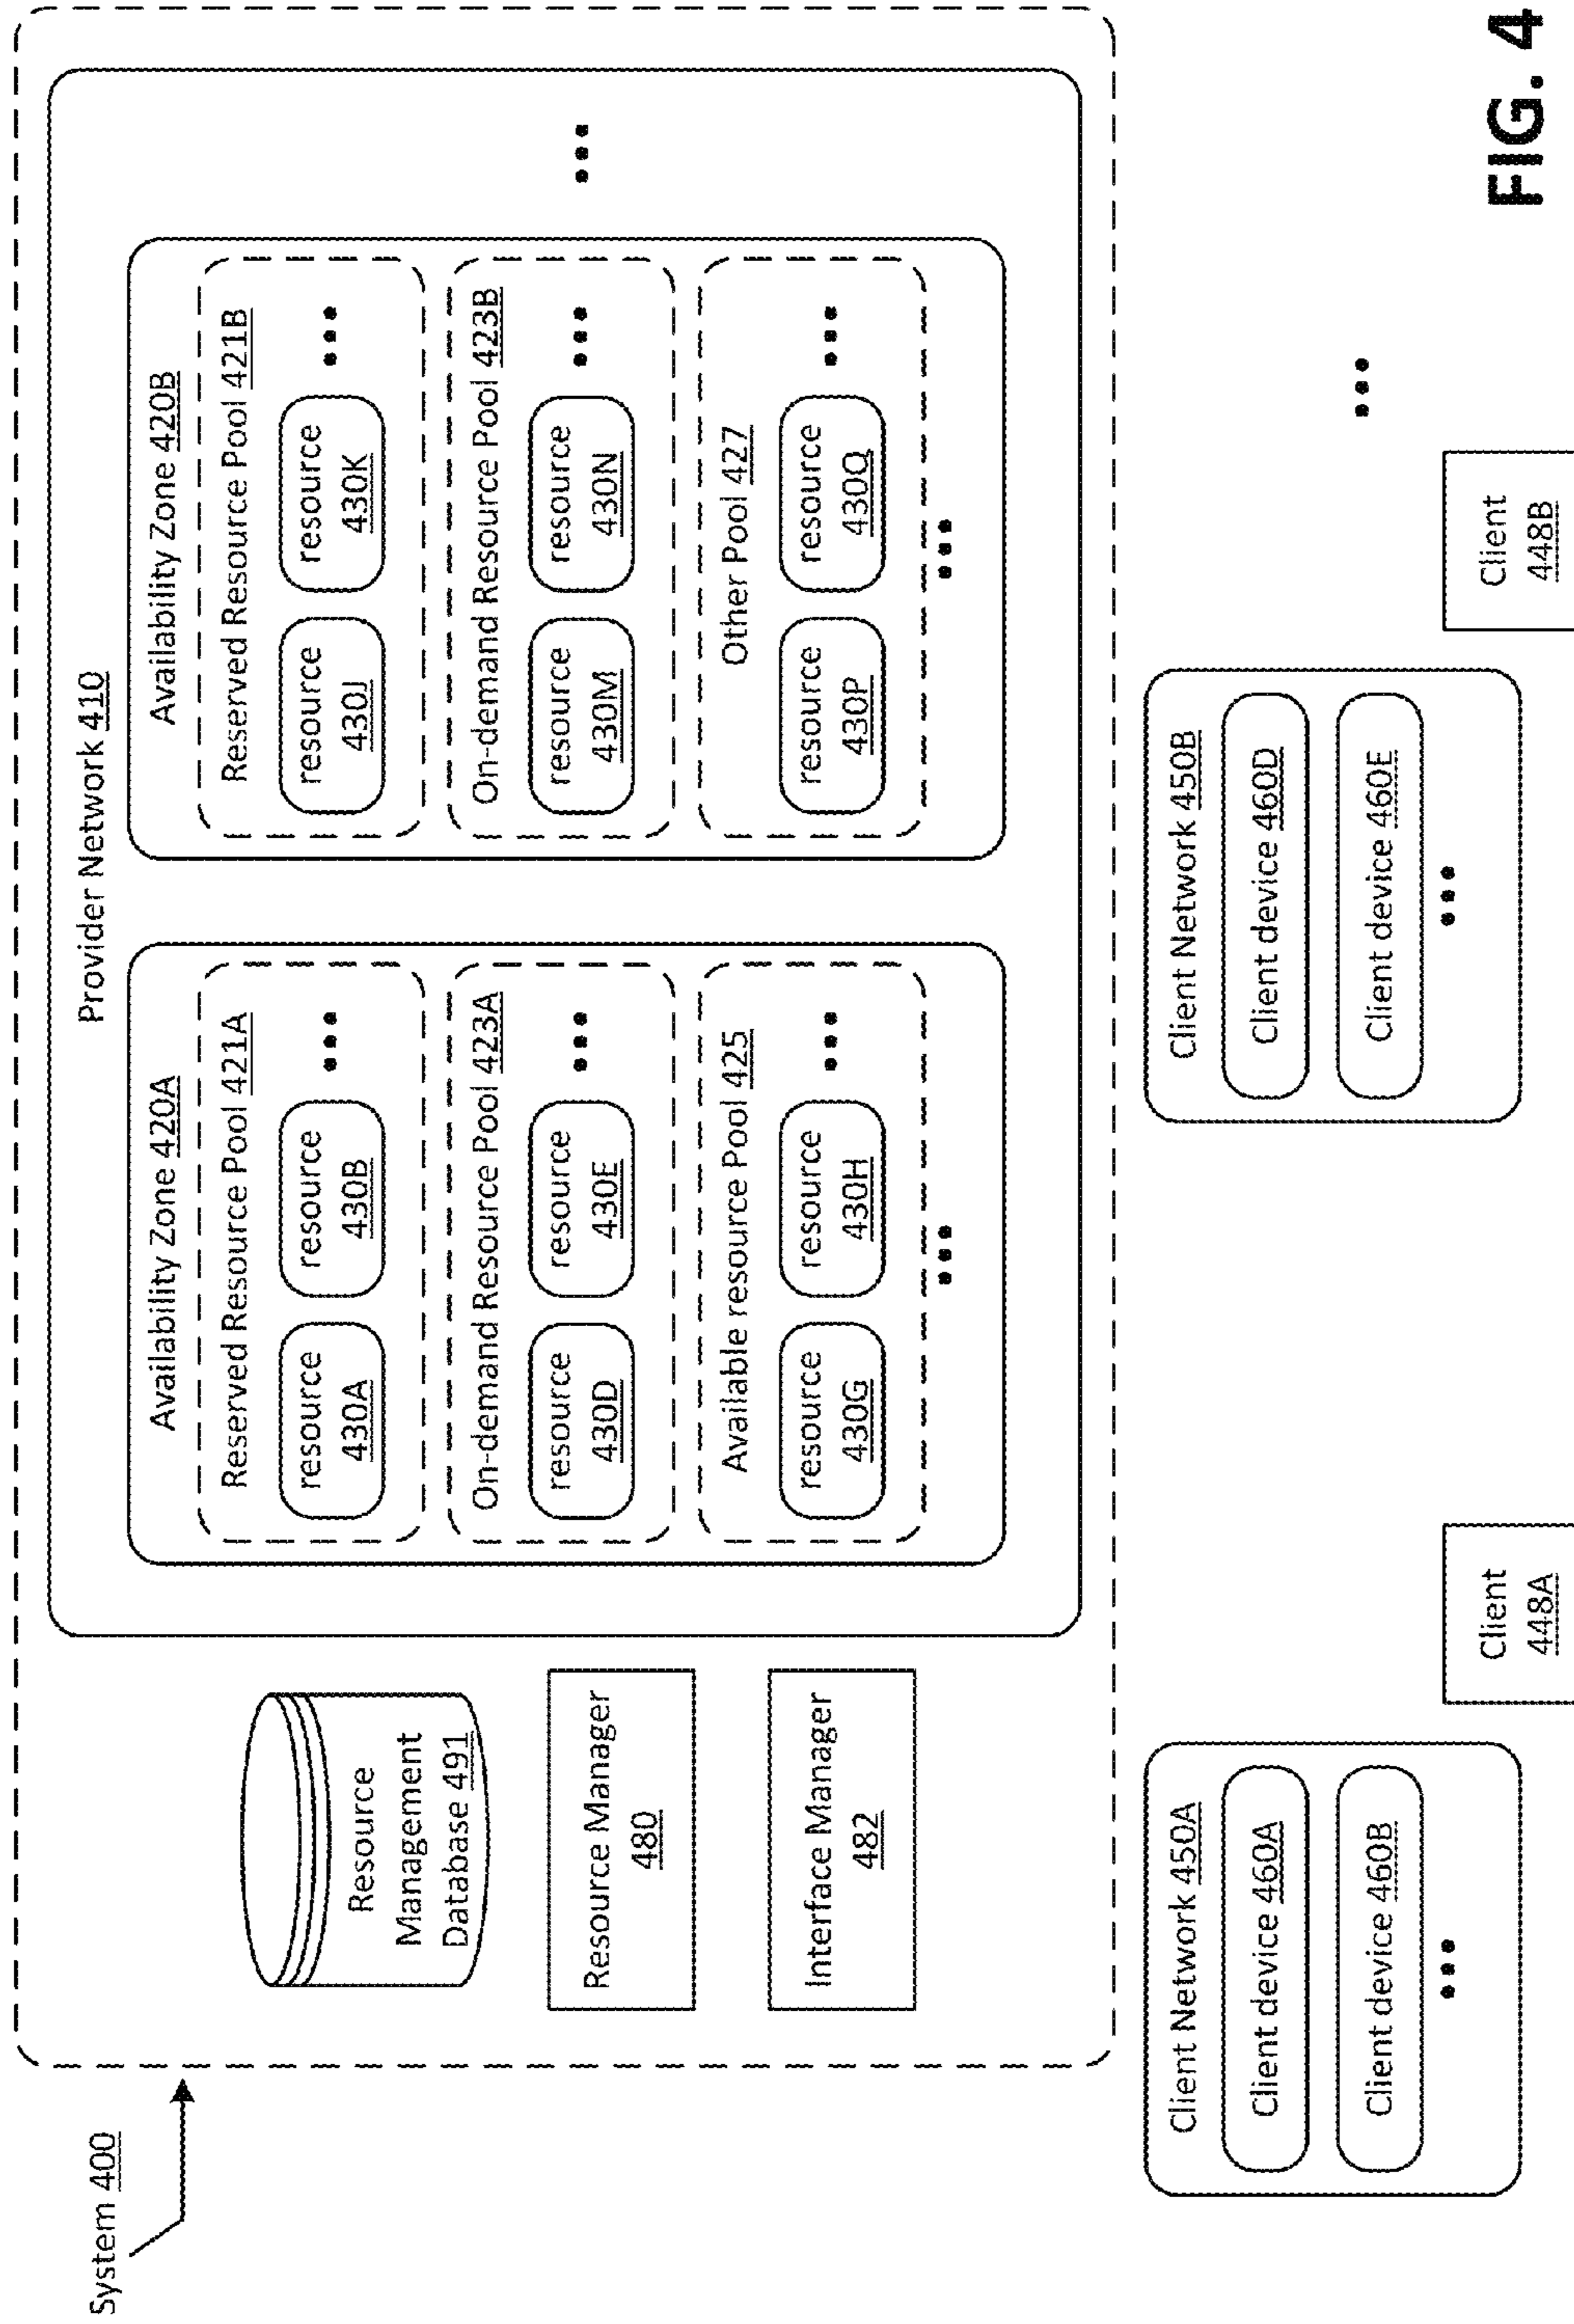 System 400
Provider Network 410
Resource
Management
Database 491
Resource Manager
480
Interface Manager
482
Availability Zone 420A
Reserved Resource Pool 421A
resource
430A
resource
430B
...
On-demand Resource Pool 423A
resource
430D
resource
430E
...
Available resource Pool 425
resource
430G
resource
430H
...
...
Availability Zone 420B
Reserved Resource Pool 421B
resource
430J
resource
430K
...
On-demand Resource Pool 423B
resource
430M
resource
430N
...
Other Pool 427
resource
430P
resource
430Q
...
...
...
Client Network 450A
Client device 460A
Client device 460B
...
Client
448A
Client Network 450B
Client device 460D
Client device 460E
...
Client
448B
...
FIG. 4